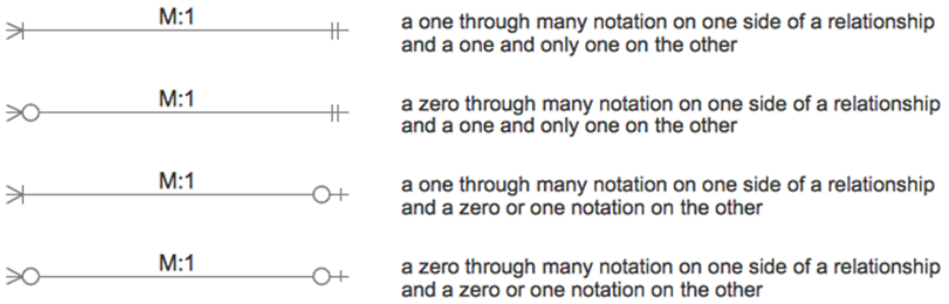 M:1
a one through many notation on one side of a relationship
and a one and only one on the other
M:1
a zero through many notation on one side of a relationship
and a one and only one on the other
M:1
a one through many notation on one side of a relationship
and a zero or one notation on the other
M:1
a zero through many notation on one side of a relationship
and a zero or one notation on the other